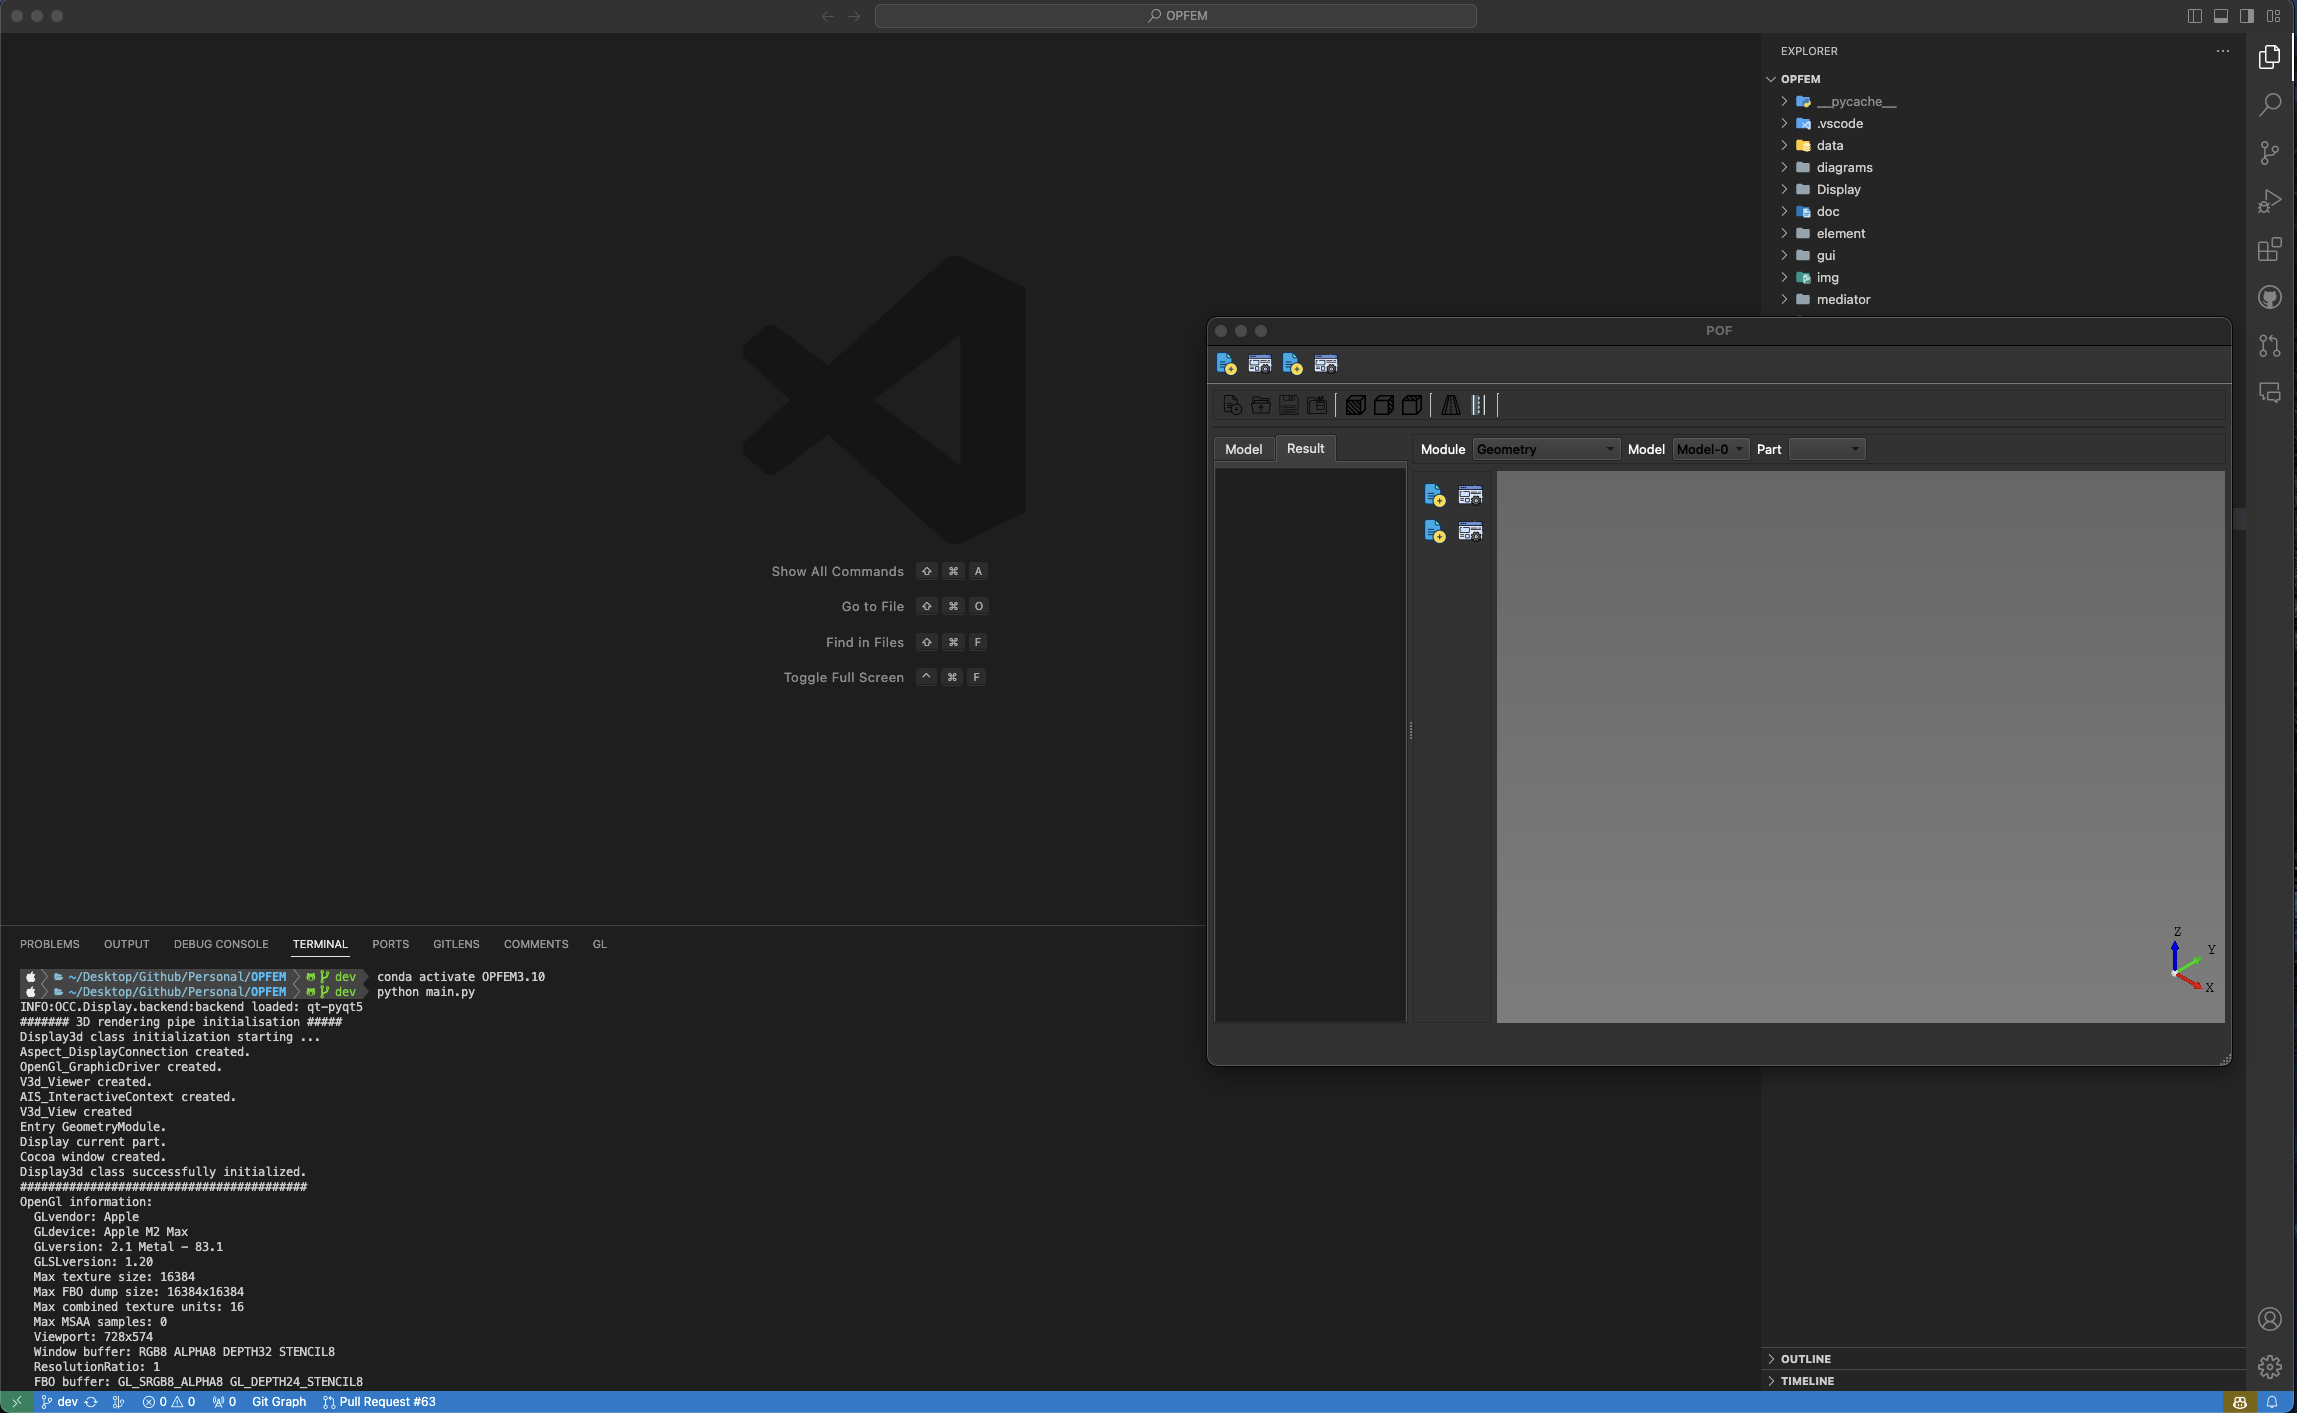 OPFEM
EXPLORER
OPFEM
__pycache__
.vscode
data
diagrams
Display
doc
element
gui
img
mediator
Show All Commands ⇧ ⌘ A
Go to File ⇧ ⌘ O
Find in Files ⇧ ⌘ F
Toggle Full Screen ^ ⌘ F
POF
Model Result
Module Geometry Model Model-0 Part
Z
Y
X
PROBLEMS OUTPUT DEBUG CONSOLE TERMINAL PORTS GITLENS COMMENTS GL
~/Desktop/Github/Personal/OPFEM dev conda activate OPFEM3.10
~/Desktop/Github/Personal/OPFEM dev python main.py
INFO:OCC.Display.backend:backend loaded: qt-pyqt5
####### 3D rendering pipe initialisation #####
Display3d class initialization starting ...
Aspect_DisplayConnection created.
OpenGl_GraphicDriver created.
V3d_Viewer created.
AIS_InteractiveContext created.
V3d_View created
Entry GeometryModule.
Display current part.
Cocoa window created.
Display3d class successfully initialized.
#########################################
OpenGl information:
GLvendor: Apple
GLdevice: Apple M2 Max
GLversion: 2.1 Metal - 83.1
GLSLversion: 1.20
Max texture size: 16384
Max FBO dump size: 16384x16384
Max combined texture units: 16
Max MSAA samples: 0
Viewport: 728x574
Window buffer: RGB8 ALPHA8 DEPTH32 STENCIL8
ResolutionRatio: 1
FBO buffer: GL_SRGB8_ALPHA8 GL_DEPTH24_STENCIL8
OUTLINE
TIMELINE
dev 0 0 0 Git Graph Pull Request #63